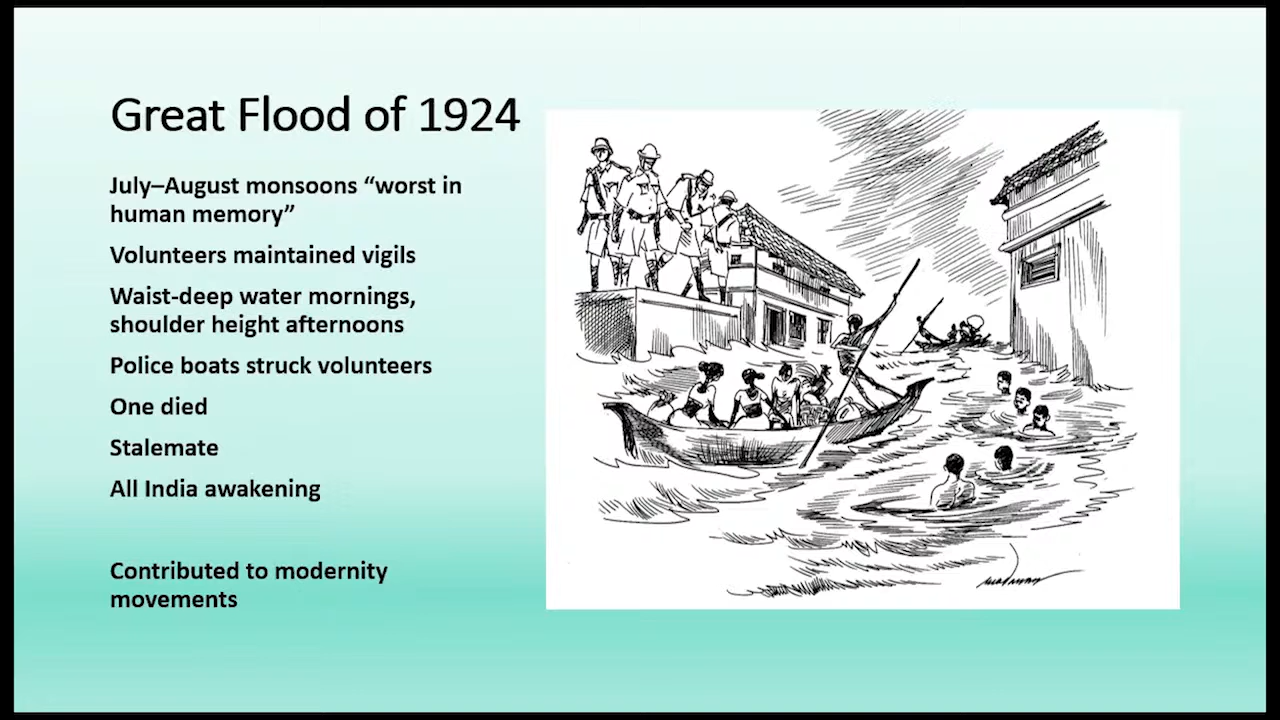 Great Flood of 1924
July–August monsoons “worst in
human memory”
Volunteers maintained vigils
Waist-deep water mornings,
shoulder height afternoons
Police boats struck volunteers
One died
Stalemate
All India awakening
Contributed to modernity
movements